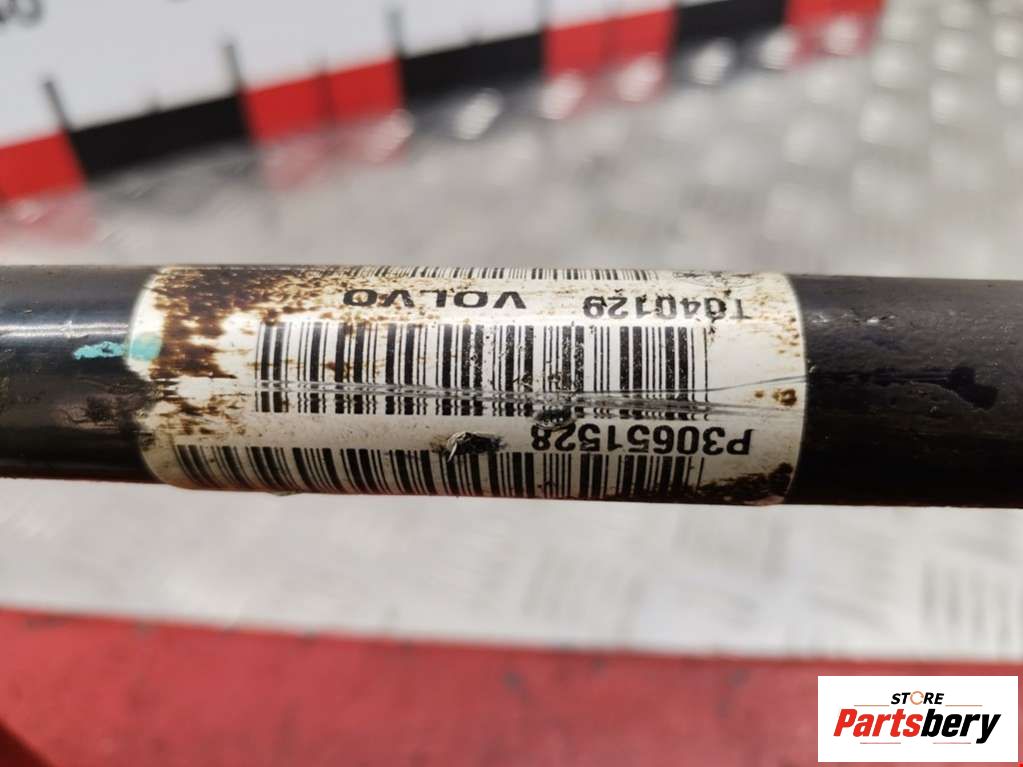 P30651528
T040129 VOLVO
STORE
Partsbery